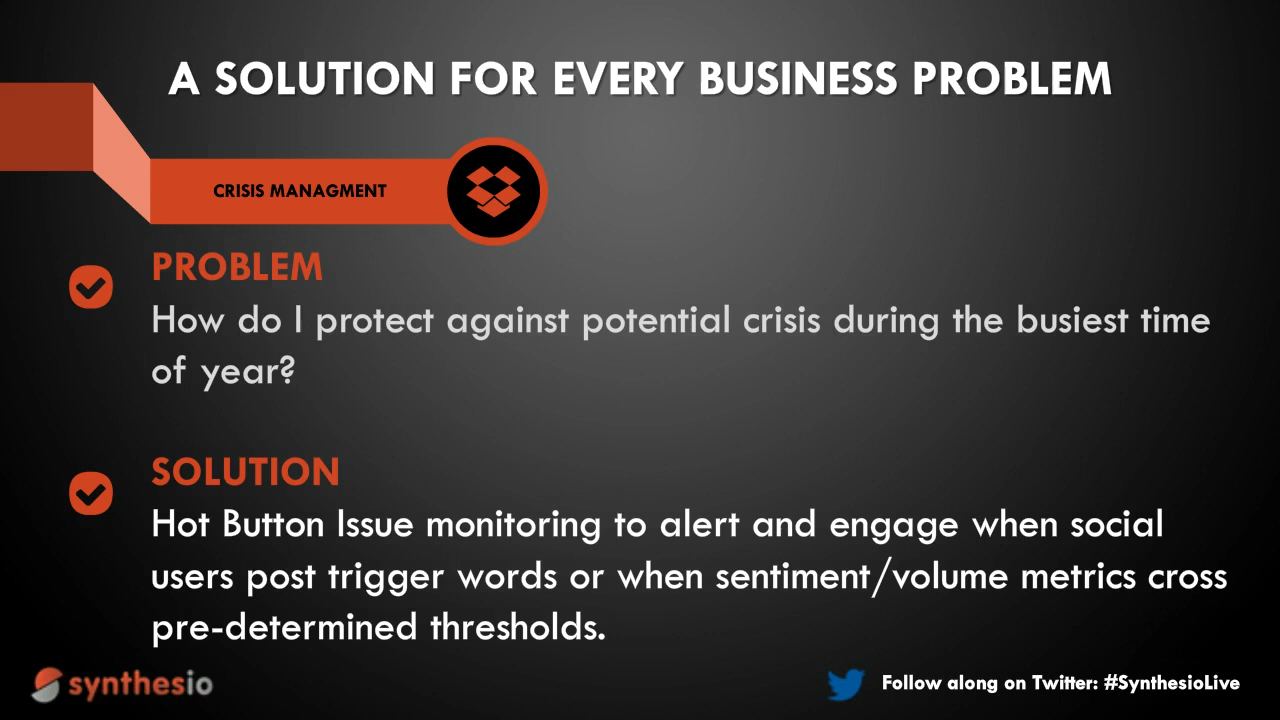 A SOLUTION FOR EVERY BUSINESS PROBLEM
CRISIS MANAGMENT
PROBLEM
How do I protect against potential crisis during the busiest time
of year?
SOLUTION
Hot Button Issue monitoring to alert and engage when social
users post trigger words or when sentiment/volume metrics cross
pre-determined thresholds.
synthesio
Follow along on Twitter: #SynthesioLive